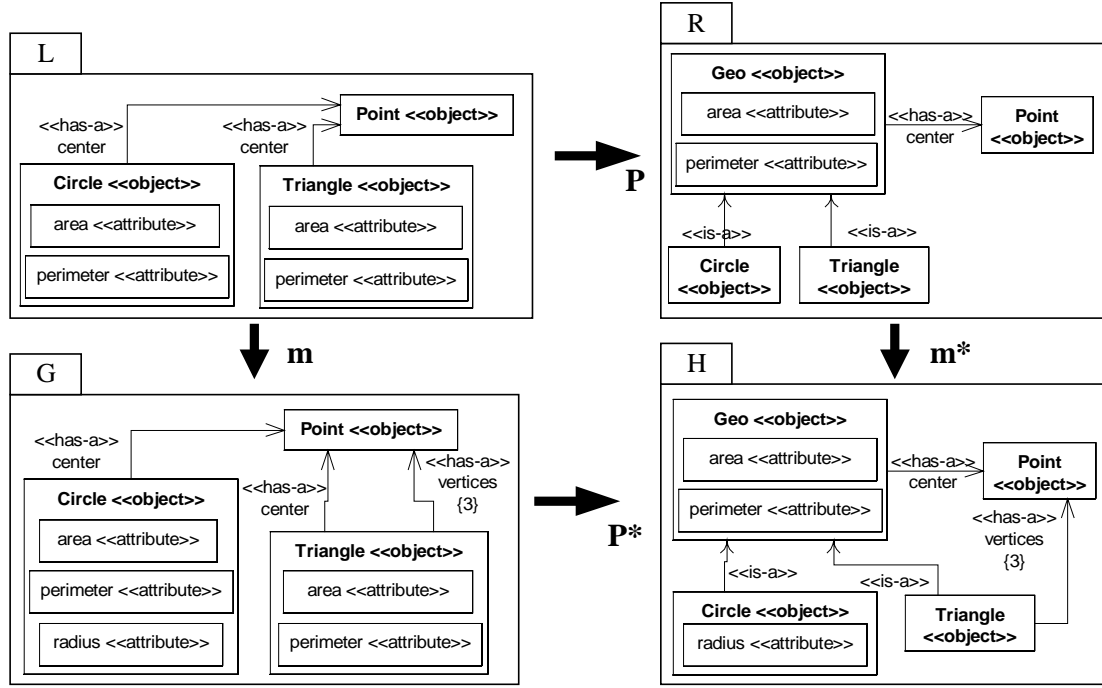 L
Point <<object>>
<<has-a>>
center
<<has-a>>
center
Circle <<object>>
area <<attribute>>
perimeter <<attribute>>
Triangle <<object>>
area <<attribute>>
perimeter <<attribute>>
P
R
Geo <<object>>
area <<attribute>>
perimeter <<attribute>>
<<has-a>>
center
Point
<<object>>
<<is-a>>
<<is-a>>
Circle
<<object>>
Triangle
<<object>>
m
m*
G
Point <<object>>
<<has-a>>
center
<<has-a>>
center
<<has-a>>
vertices
{3}
Circle <<object>>
area <<attribute>>
perimeter <<attribute>>
radius <<attribute>>
Triangle <<object>>
area <<attribute>>
perimeter <<attribute>>
P*
H
Geo <<object>>
area <<attribute>>
perimeter <<attribute>>
<<has-a>>
center
Point
<<object>>
<<has-a>>
vertices
{3}
<<is-a>>
<<is-a>>
Circle <<object>>
radius <<attribute>>
Triangle
<<object>>